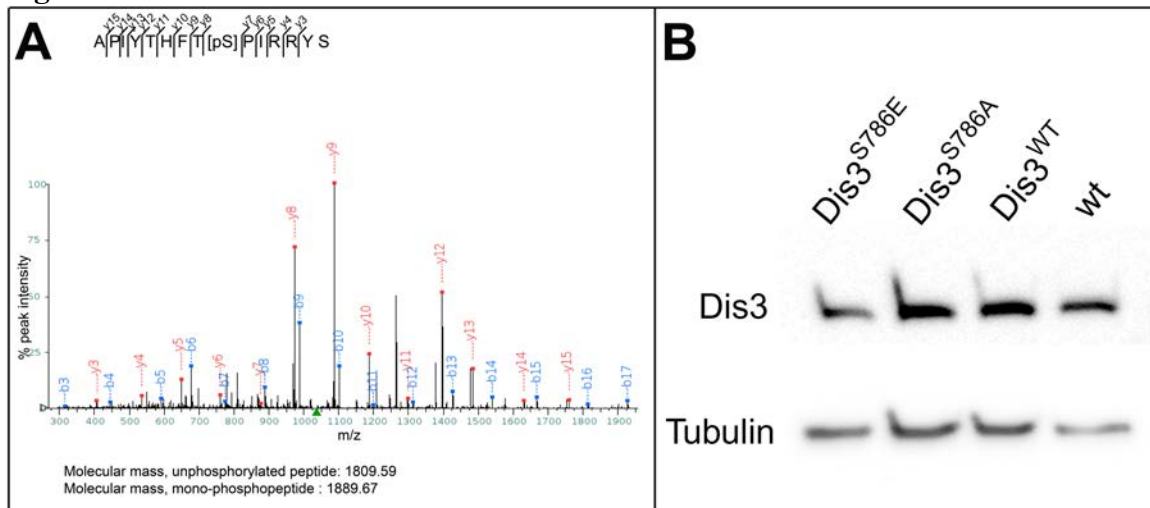 A
y15 y14 y13 y12 y11 y10 y9 y8 y7 y6 y5 y4 y3
A P I Y T H F T [pS] P I R R Y S
% peak intensity
100
75
50
25
0
b3 y3 b4 y4 b5 y5 b6 y6 b7 y7 b8 y8 b9 y9 b10 y10 b11 y11 b12 y12 b13 y13 b14 y14 b15 y15 b16 b17
300 400 500 600 700 800 900 1000 1100 1200 1300 1400 1500 1600 1700 1800 1900
m/z
Molecular mass, unphosphorylated peptide: 1809.59
Molecular mass, mono-phosphopeptide : 1889.67
B
Dis3S786E Dis3S786A Dis3WT wt
Dis3
Tubulin